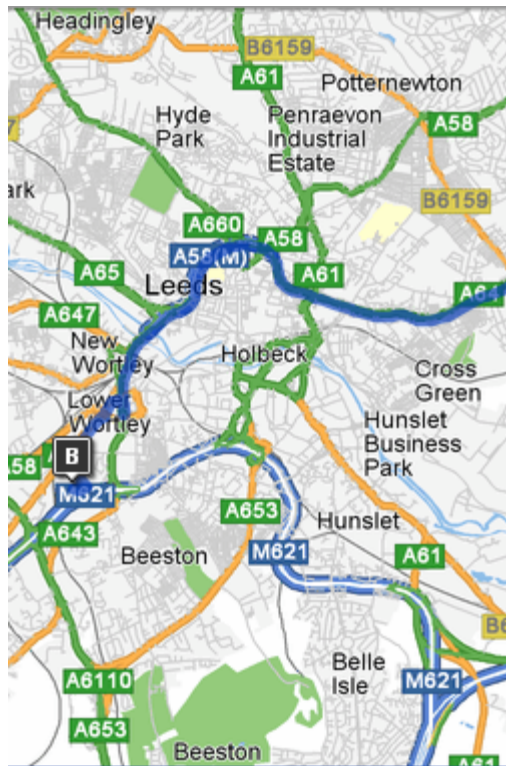 Headingley
B6159
A61
Potternewton
Hyde
Park
Penraevon
Industrial
Estate
A58
B6159
ark
A660
A58
A58(M)
A65
Leeds
A61
A64
A647
New
Wortley
Holbeck
Cross
Green
Lower
Wortley
Hunslet
Business
Park
B
A58
M621
A653
Hunslet
A643
Beeston
M621
A61
Belle
Isle
A6110
M621
A653
Beeston
A61